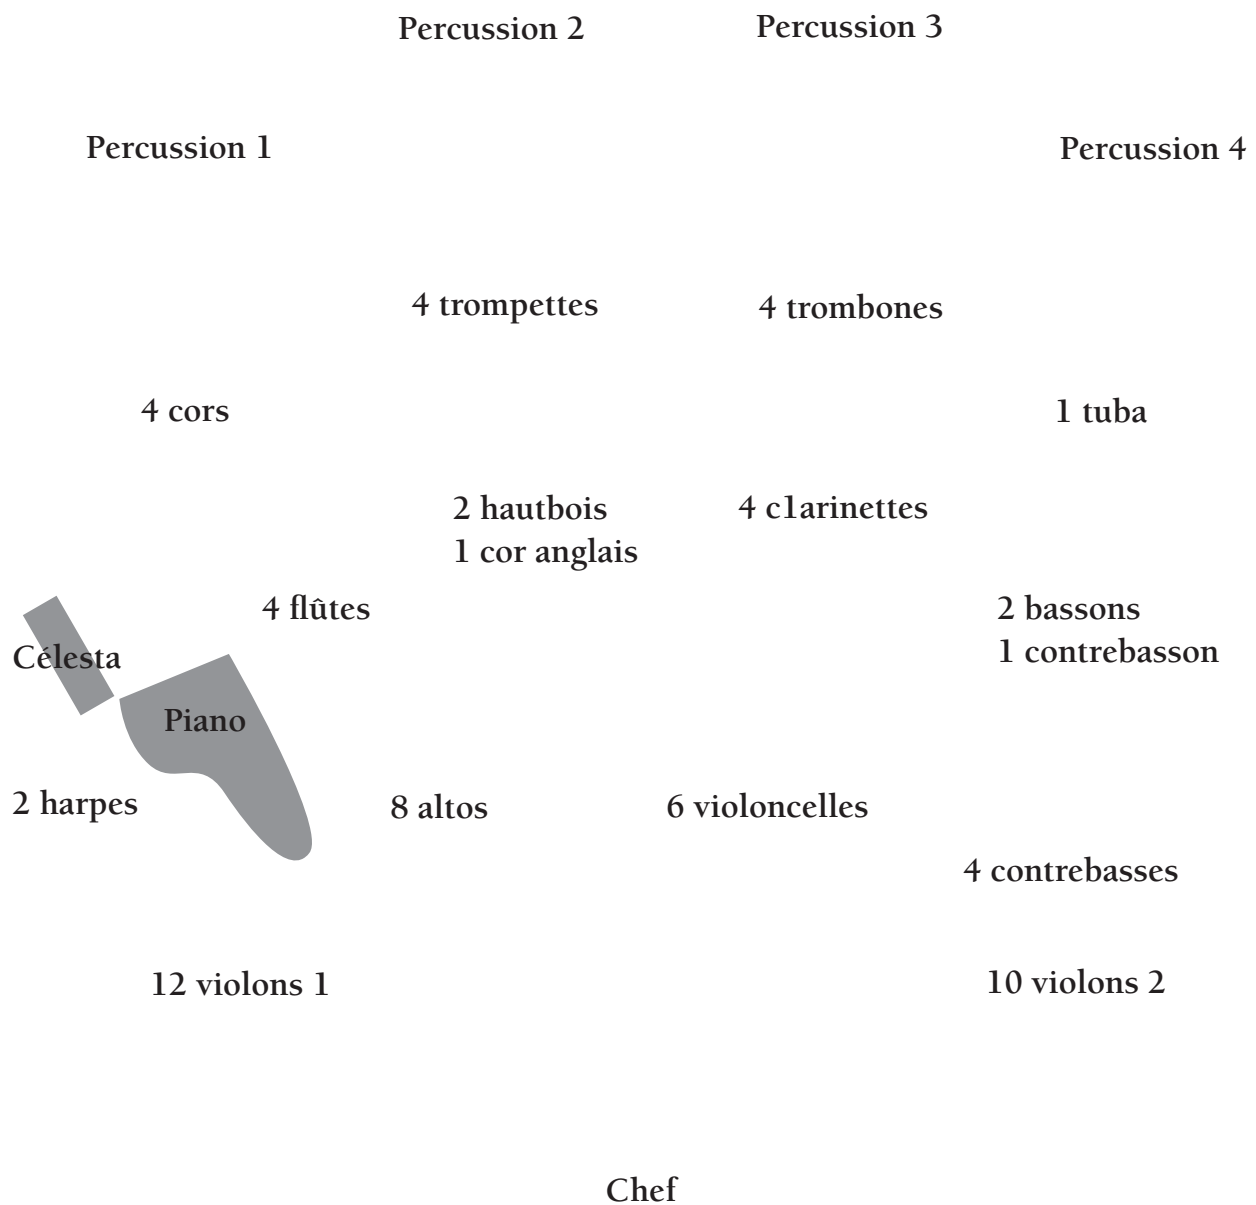 Percussion 2
Percussion 3
Percussion 1
Percussion 4
4 trompettes
4 trombones
4 cors
1 tuba
2 hautbois
1 cor anglais
4 clarinettes
4 flûtes
2 bassons
1 contrebasson
Célesta
Piano
2 harpes
8 altos
6 violoncelles
4 contrebasses
12 violons 1
10 violons 2
Chef